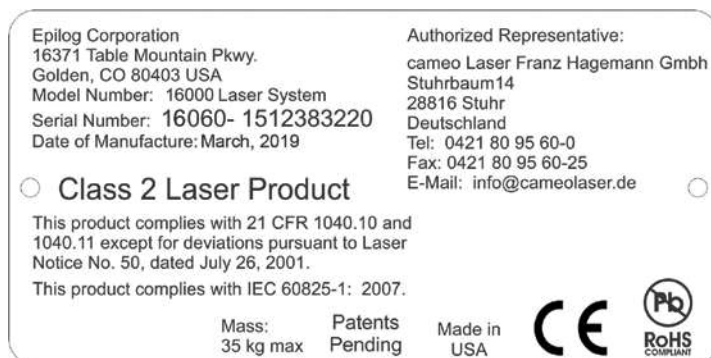 Epilog Corporation
16371 Table Mountain Pkwy.
Golden, CO 80403 USA
Model Number: 16000 Laser System
Serial Number: 16060- 1512383220
Date of Manufacture: March, 2019
Authorized Representative:
cameo Laser Franz Hagemann Gmbh
Stuhrbaum14
28816 Stuhr
Deutschland
Tel: 0421 80 95 60-0
Fax: 0421 80 95 60-25
E-Mail: info@cameolaser.de
Class 2 Laser Product
This product complies with 21 CFR 1040.10 and
1040.11 except for deviations pursuant to Laser
Notice No. 50, dated July 26, 2001.
This product complies with IEC 60825-1: 2007.
Mass:
35 kg max
Patents
Pending
Made in
USA
CE
Pb
RoHS
COMPLIANT